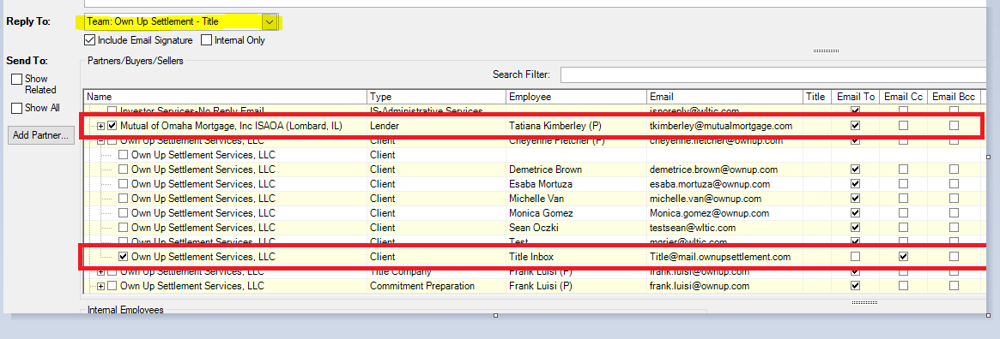 Reply To: Team: Own Up Settlement - Title
Include Email Signature Internal Only
Send To: Partners/Buyers/Sellers
Show Related
Search Filter:
Show All
Add Partner...
Name Type Employee Email Title Email To Email Cc Email Bcc
Investor Services-No Reply Email IS-Administrative Services isnoreply@wltic.com
Mutual of Omaha Mortgage, Inc ISAOA (Lombard, IL) Lender Tatiana Kimberley (P) tkimberley@mutualmortgage.com
Own Up Settlement Services, LLC Client Cheyenne Fletcher (P) cheyenne.fletcher@ownup.com
Own Up Settlement Services, LLC Client
Own Up Settlement Services, LLC Client Demetrice Brown demetrice.brown@ownup.com
Own Up Settlement Services, LLC Client Esaba Mortuza esaba.mortuza@ownup.com
Own Up Settlement Services, LLC Client Michelle Van michelle.van@ownup.com
Own Up Settlement Services, LLC Client Monica Gomez Monica.gomez@ownup.com
Own Up Settlement Services, LLC Client Sean Oczki testsean@wltic.com
Own Up Settlement Services, LLC Client Test
Own Up Settlement Services, LLC Client Title Inbox Title@mail.ownupsettlement.com
Own Up Settlement Services, LLC Title Company Frank Luisi (P) frank.luisi@ownup.com
Own Up Settlement Services, LLC Commitment Preparation Frank Luisi (P) frank.luisi@ownup.com
Internal Employees